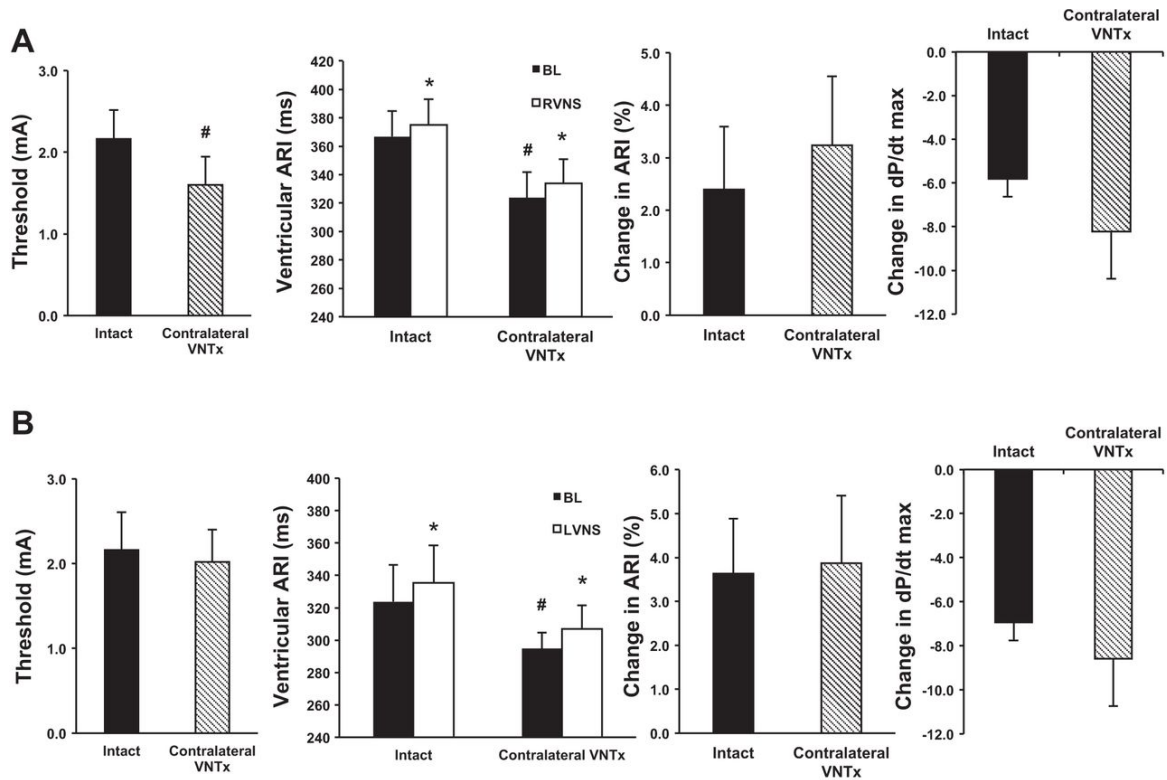 A
Threshold (mA)
3.0
2.0
1.0
0.0
Intact
Contralateral
VNTx
#
Ventricular ARI (ms)
420
400
380
360
340
320
300
280
260
240
BL
RVNS
*
#
*
Intact
Contralateral
VNTx
Change in ARI (%)
5.0
4.0
3.0
2.0
1.0
0.0
Intact
Contralateral
VNTx
Change in dP/dt max
Intact
Contralateral
VNTx
0.0
-2.0
-4.0
-6.0
-8.0
-10.0
-12.0
B
Threshold (mA)
3.0
2.0
1.0
0.0
Intact
Contralateral
VNTx
Ventricular ARI (ms)
400
380
360
340
320
300
280
260
240
BL
LVNS
*
#
*
Intact
Contralateral VNTx
Change in ARI (%)
6.0
5.0
4.0
3.0
2.0
1.0
0.0
Intact
Contralateral
VNTx
Change in dP/dt max
Intact
Contralateral
VNTx
0.0
-2.0
-4.0
-6.0
-8.0
-10.0
-12.0